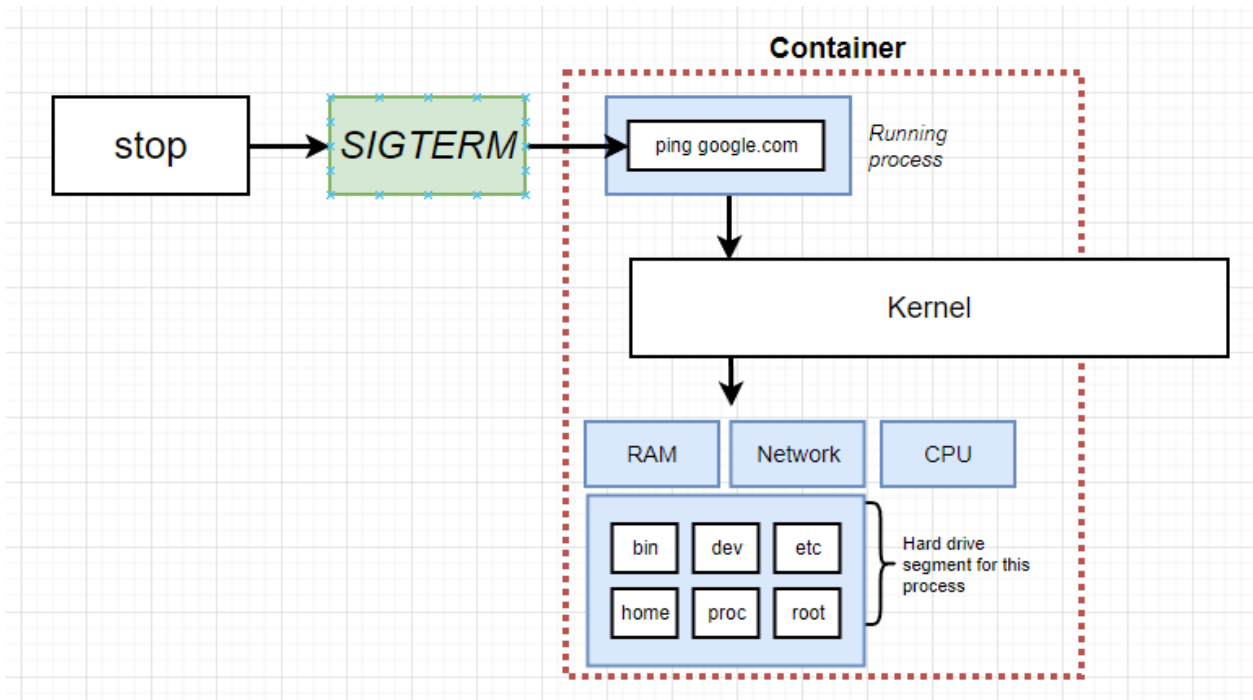 Container
stop
SIGTERM
ping google.com
Running
process
Kernel
RAM
Network
CPU
bin
dev
etc
home
proc
root
Hard drive
segment for this
process